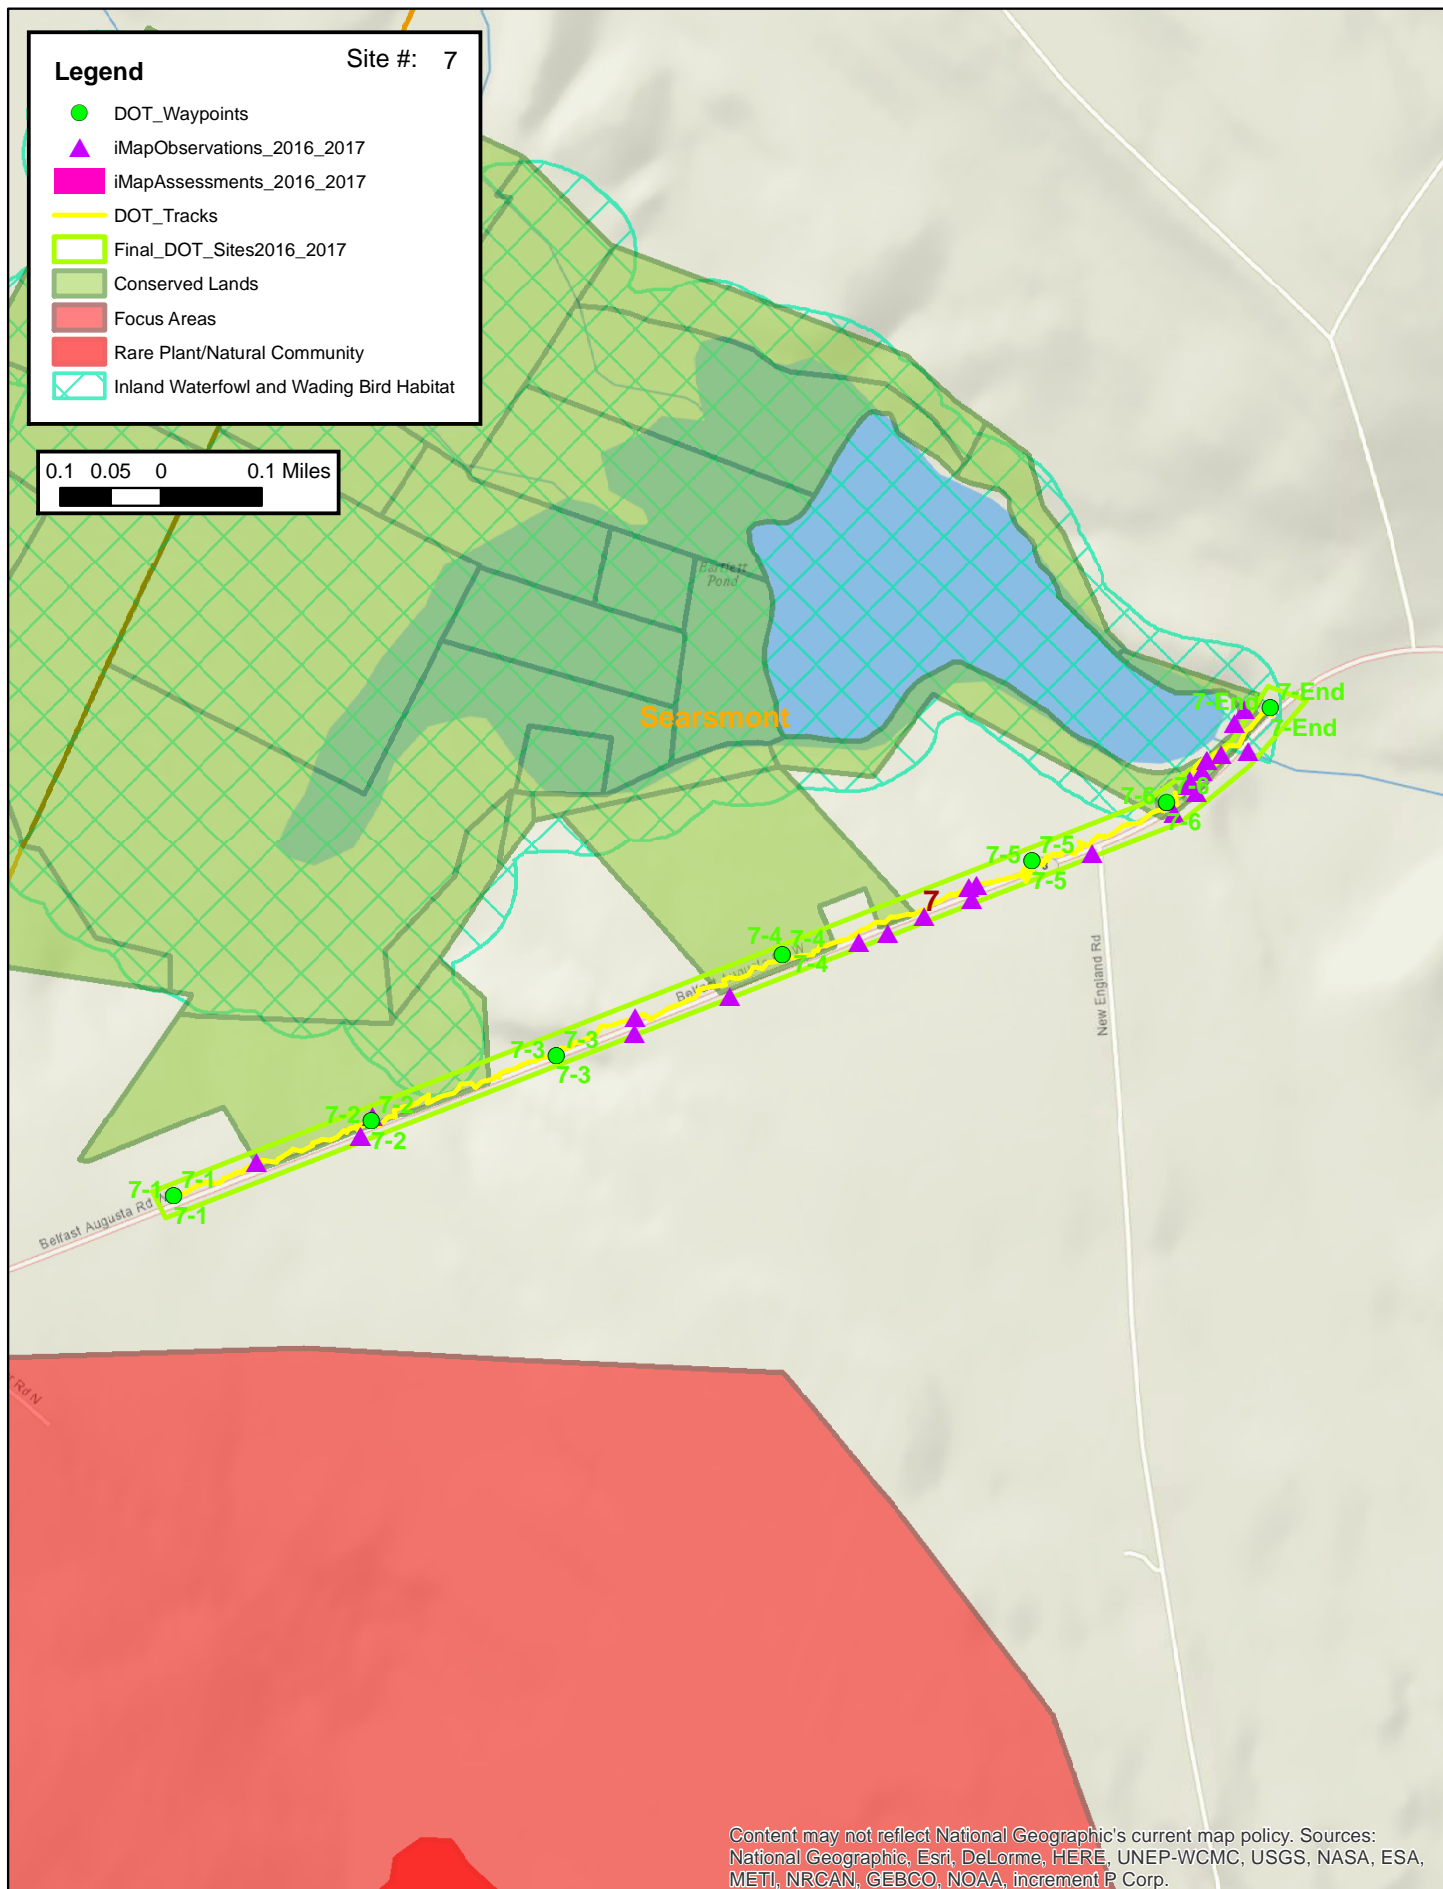 Legend
Site #: 7
DOT_Waypoints
iMapObservations_2016_2017
iMapAssessments_2016_2017
DOT_Tracks
Final_DOT_Sites2016_2017
Conserved Lands
Focus Areas
Rare Plant/Natural Community
Inland Waterfowl and Wading Bird Habitat
0.1 0.05 0 0.1 Miles
Bartlett
Pond
Searsmont
7-End
7-End
7-End
7-6
7-6
7-6
7-5
7-5
7-5
7
7-4
7-4
7-4
New England Rd
7-3
7-3
7-3
7-2
7-2
7-2
7-1
7-1
7-1
Belfast Augusta Rd
Rd N
Content may not reflect National Geographic's current map policy. Sources:
National Geographic, Esri, DeLorme, HERE, UNEP-WCMC, USGS, NASA, ESA,
METI, NRCAN, GEBCO, NOAA, increment P Corp.